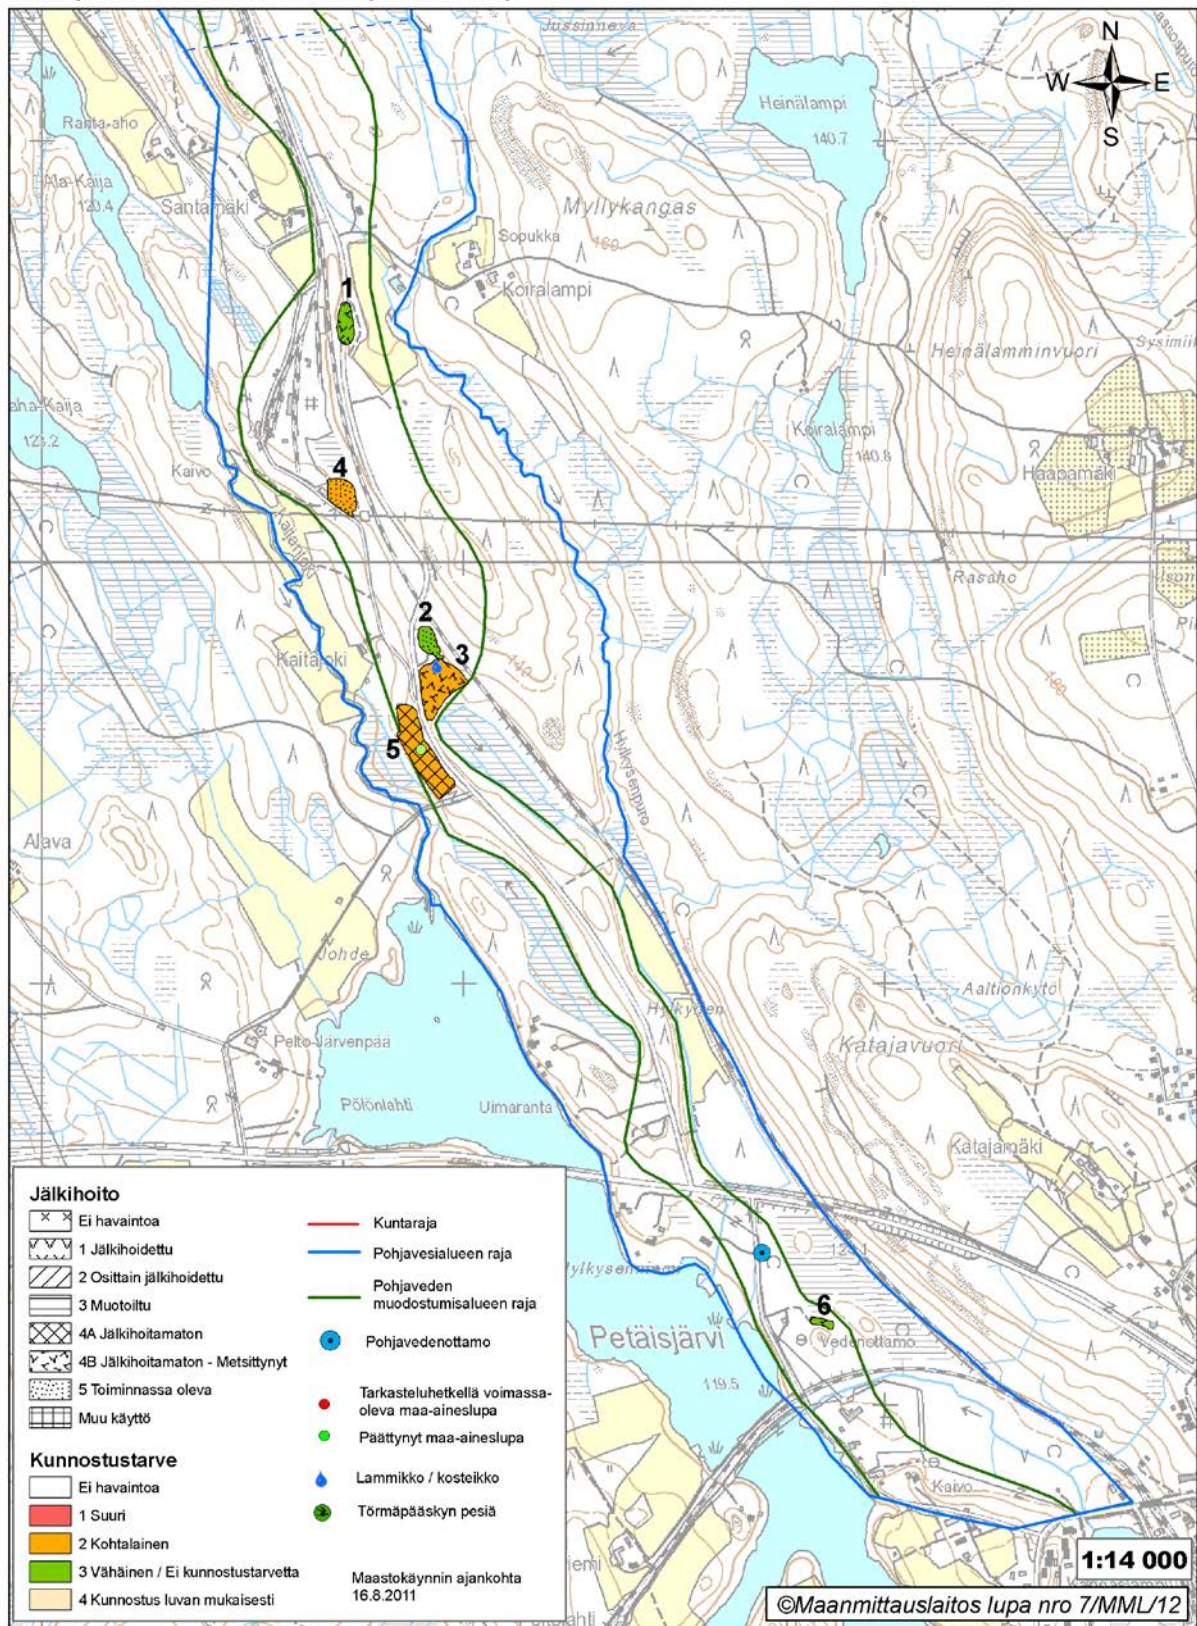 Jussinneva
N
W
E
S
Heinälampi
140.7
Ranta-aho
Ala-Kaija
120.4
Santamäki
Myllykangas
160
Sopukka
Koiralampi
1
Heinälamminvuori
Koiralampi
140.8
Haapamäki
Kaivo
4
Rasaho
2
3
140
Kaitajoki
160
5
Hylkysenpuro
Alava
Johde
Aaltionkytö
Katajavuori
Pelto-Järvenpää
Pölönlahti
Uimaranta
Katajamäki
6
Petäisjärvi
Vedenottamo
119.5
Kaivo
Jälkihoito
Ei havaintoa
1 Jälkihoidettu
2 Osittain jälkihoidettu
3 Muotoiltu
4A Jälkihoitamaton
4B Jälkihoitamaton - Metsittynyt
5 Toiminnassa oleva
Muu käyttö
Kunnostustarve
Ei havaintoa
1 Suuri
2 Kohtalainen
3 Vähäinen / Ei kunnostustarvetta
4 Kunnostus luvan mukaisesti
Kuntaraja
Pohjavesialueen raja
Pohjaveden
muodostumisalueen raja
Pohjavedenottamo
Tarkasteluhetkellä voimassa-
oleva maa-aineslupa
Päättynyt maa-aineslupa
Lammikko / kosteikko
Törmäpääskyn pesiä
Maastokäynnin ajankohta
16.8.2011
1:14 000
©Maanmittauslaitos lupa nro 7/MML/12